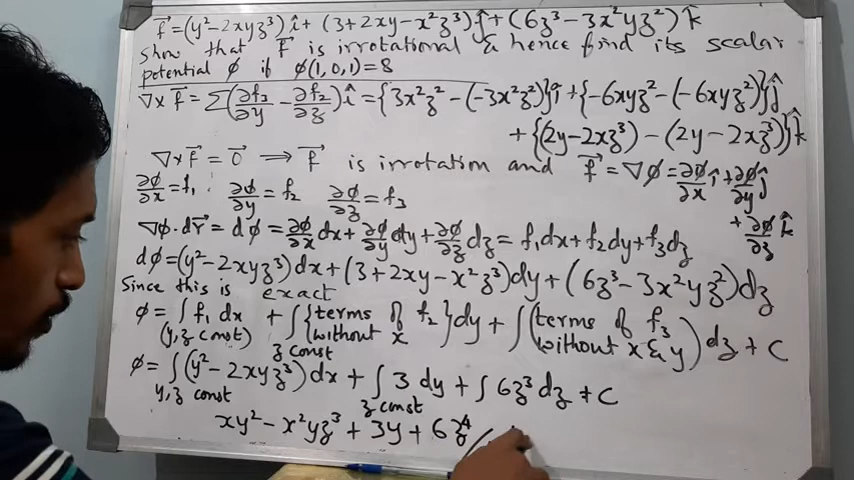 f⃗ = (y² - 2xyz³) î + (3 + 2xy - x²z³) ĵ + (6z³ - 3x²yz²) k̂
show that F⃗ is irrotational & hence find its scalar
potential φ if φ(1,0,1) = 8
∇ × f⃗ = Σ(∂f₃/∂y - ∂f₂/∂z) î = {3x²z² - (-3x²z²)} î + {-6xyz² - (-6xyz²)} ĵ
+ {(2y - 2xz³) - (2y - 2xz³)} k̂
∇ × f⃗ = 0⃗ ⟹ f⃗ is irrotation and f⃗ = ∇φ = ∂φ/∂x î + ∂φ/∂y ĵ
+ ∂φ/∂z k̂
∂φ/∂x = f₁ ∂φ/∂y = f₂ ∂φ/∂z = f₃
∇φ·dr⃗ = dφ = ∂φ/∂x dx + ∂φ/∂y dy + ∂φ/∂z dz = f₁dx + f₂dy + f₃dz
dφ = (y² - 2xyz³)dx + (3 + 2xy - x²z³)dy + (6z³ - 3x²yz²)dz
Since this is exact
φ = ∫ f₁ dx + ∫ {terms of f₂ without x} dy + ∫ (terms of f₃ without x & y) dz + C
(y,z const) z const
φ = ∫ (y² - 2xyz³) dx + ∫ 3 dy + ∫ 6z³ dz + C
y,z const z const
xy² - x²yz³ + 3y + 6z⁴/